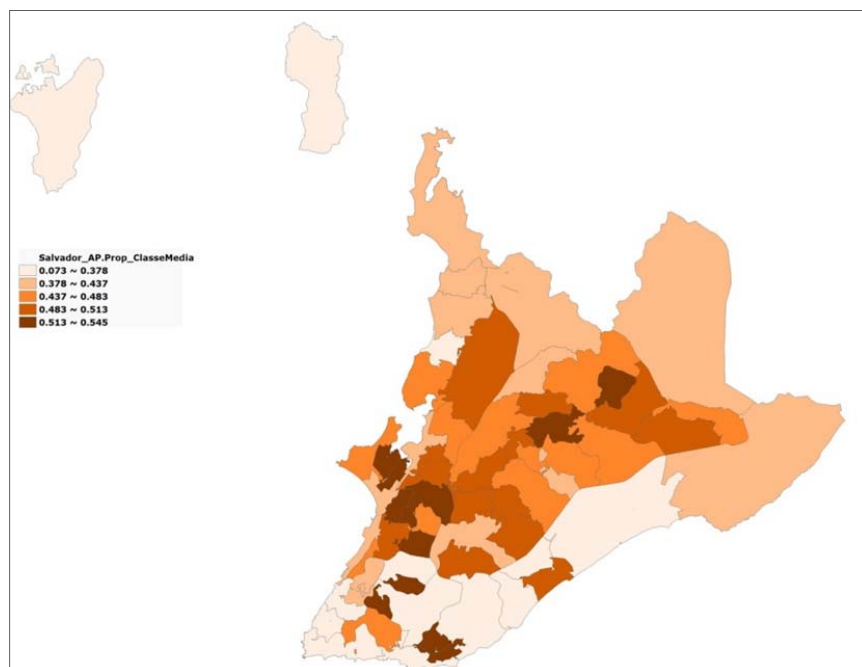 Salvador_AP.Prop_ClasseMedia
0.073 ~ 0.378
0.378 ~ 0.437
0.437 ~ 0.483
0.483 ~ 0.513
0.513 ~ 0.545